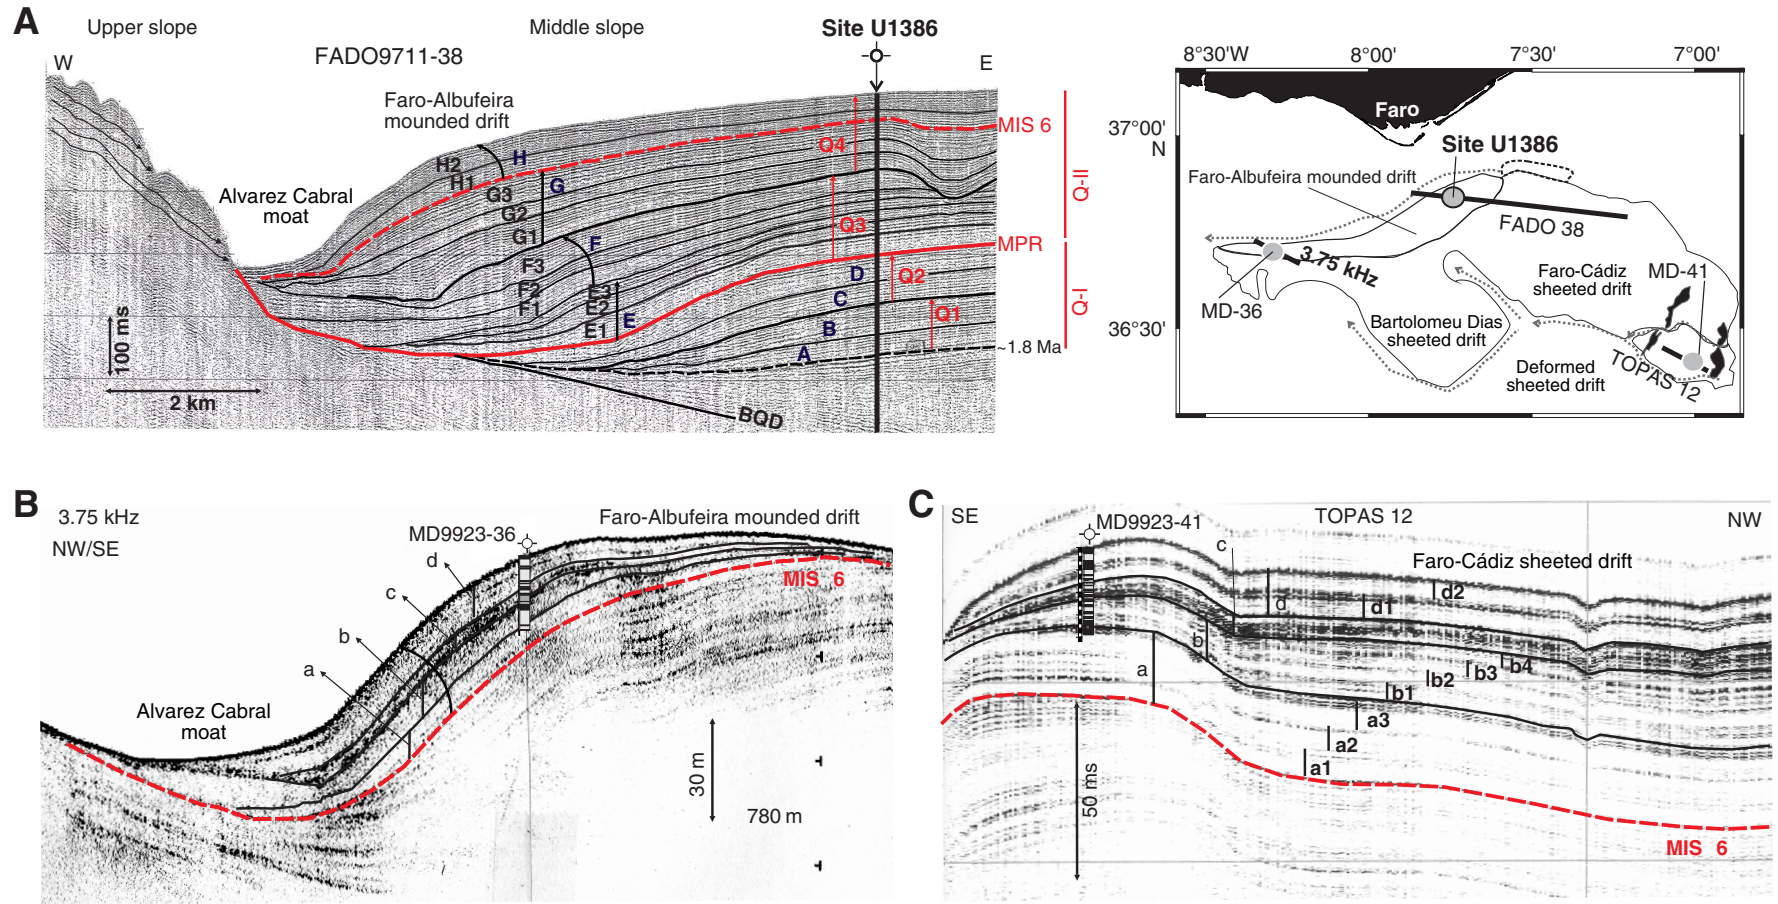 A
Upper slope
Middle slope
Site U1386
W
FADO9711-38
E
Faro-Albufeira
mounded drift
MIS 6
Q4
H
H2
H1
G
G3
G2
G1
Q-II
Alvarez Cabral
moat
Q3
F
F3
F2
F1
MPR
E3
E2
E1
E
D
Q2
C
Q1
B
A
Q-I
~1.8 Ma
100 ms
2 km
BQD
8°30'W
8°00'
7°30'
7°00'
37°00'
N
36°30'
Faro
Site U1386
Faro-Albufeira mounded drift
FADO 38
3.75 kHz
MD-36
Faro-Cádiz
sheeted drift
MD-41
Bartolomeu Dias
sheeted drift
Deformed
sheeted drift
TOPAS 12
B
3.75 kHz
NW/SE
MD9923-36
Faro-Albufeira mounded drift
d
c
b
a
MIS 6
Alvarez Cabral
moat
30 m
780 m
C
SE
MD9923-41
TOPAS 12
NW
c
Faro-Cádiz sheeted drift
d
d1
d2
b
a
b4
b3
b2
b1
a3
a2
a1
50 ms
MIS 6